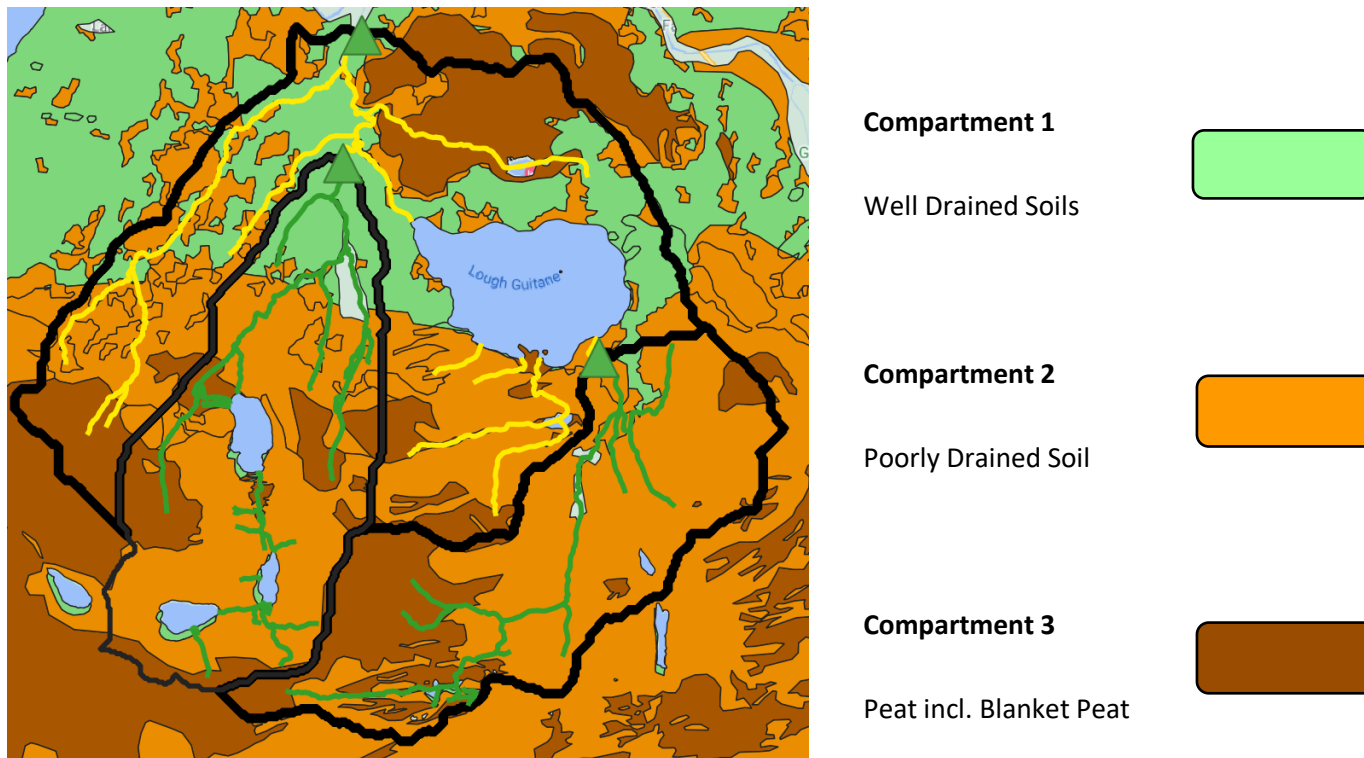 Compartment 1
Well Drained Soils
Lough Guitane
Compartment 2
Poorly Drained Soil
Compartment 3
Peat incl. Blanket Peat